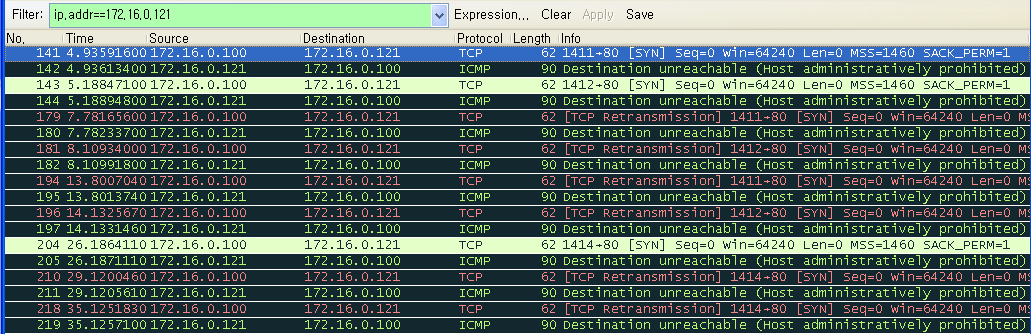 Filter: ip.addr==172.16.0.121 Expression... Clear Apply Save
No. Time Source Destination Protocol Length Info
141 4.93591600 172.16.0.100 172.16.0.121 TCP 62 1411→80 [SYN] Seq=0 Win=64240 Len=0 MSS=1460 SACK_PERM=1
142 4.93613400 172.16.0.121 172.16.0.100 ICMP 90 Destination unreachable (Host administratively prohibited)
143 5.18847100 172.16.0.100 172.16.0.121 TCP 62 1412→80 [SYN] Seq=0 Win=64240 Len=0 MSS=1460 SACK_PERM=1
144 5.18894800 172.16.0.121 172.16.0.100 ICMP 90 Destination unreachable (Host administratively prohibited)
179 7.78165600 172.16.0.100 172.16.0.121 TCP 62 [TCP Retransmission] 1411→80 [SYN] Seq=0 Win=64240 Len=0 MS
180 7.78233700 172.16.0.121 172.16.0.100 ICMP 90 Destination unreachable (Host administratively prohibited)
181 8.10934000 172.16.0.100 172.16.0.121 TCP 62 [TCP Retransmission] 1412→80 [SYN] Seq=0 Win=64240 Len=0 MS
182 8.10991800 172.16.0.121 172.16.0.100 ICMP 90 Destination unreachable (Host administratively prohibited)
194 13.8007040 172.16.0.100 172.16.0.121 TCP 62 [TCP Retransmission] 1411→80 [SYN] Seq=0 Win=64240 Len=0 MS
195 13.8013740 172.16.0.121 172.16.0.100 ICMP 90 Destination unreachable (Host administratively prohibited)
196 14.1325670 172.16.0.100 172.16.0.121 TCP 62 [TCP Retransmission] 1412→80 [SYN] Seq=0 Win=64240 Len=0 MS
197 14.1331460 172.16.0.121 172.16.0.100 ICMP 90 Destination unreachable (Host administratively prohibited)
204 26.1864110 172.16.0.100 172.16.0.121 TCP 62 1414→80 [SYN] Seq=0 Win=64240 Len=0 MSS=1460 SACK_PERM=1
205 26.1871110 172.16.0.121 172.16.0.100 ICMP 90 Destination unreachable (Host administratively prohibited)
210 29.1200460 172.16.0.100 172.16.0.121 TCP 62 [TCP Retransmission] 1414→80 [SYN] Seq=0 Win=64240 Len=0 MS
211 29.1205610 172.16.0.121 172.16.0.100 ICMP 90 Destination unreachable (Host administratively prohibited)
218 35.1251830 172.16.0.100 172.16.0.121 TCP 62 [TCP Retransmission] 1414→80 [SYN] Seq=0 Win=64240 Len=0 MS
219 35.1257100 172.16.0.121 172.16.0.100 ICMP 90 Destination unreachable (Host administratively prohibited)